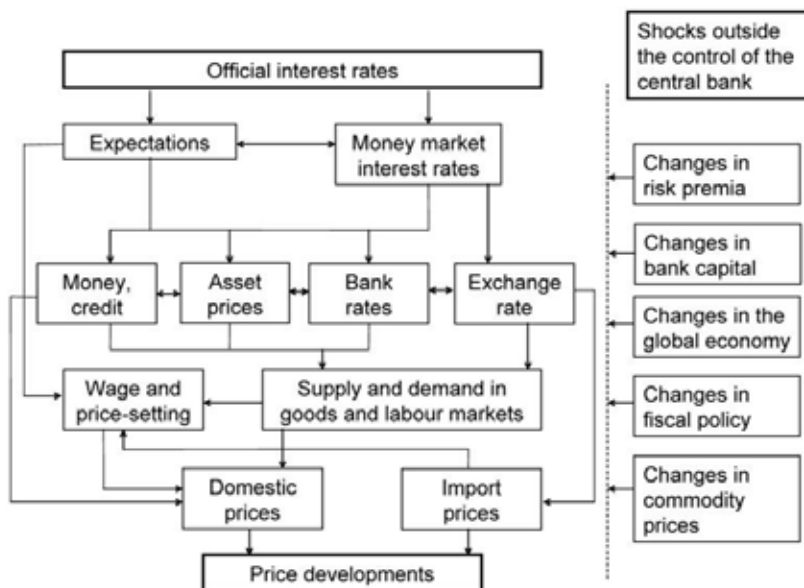 Official interest rates
Shocks outside
the control of the
central bank
Expectations
Money market
interest rates
Changes in
risk premia
Money,
credit
Asset
prices
Bank
rates
Exchange
rate
Changes in
bank capital
Changes in the
global economy
Wage and
price-setting
Supply and demand in
goods and labour markets
Changes in
fiscal policy
Domestic
prices
Import
prices
Changes in
commodity
prices
Price developments